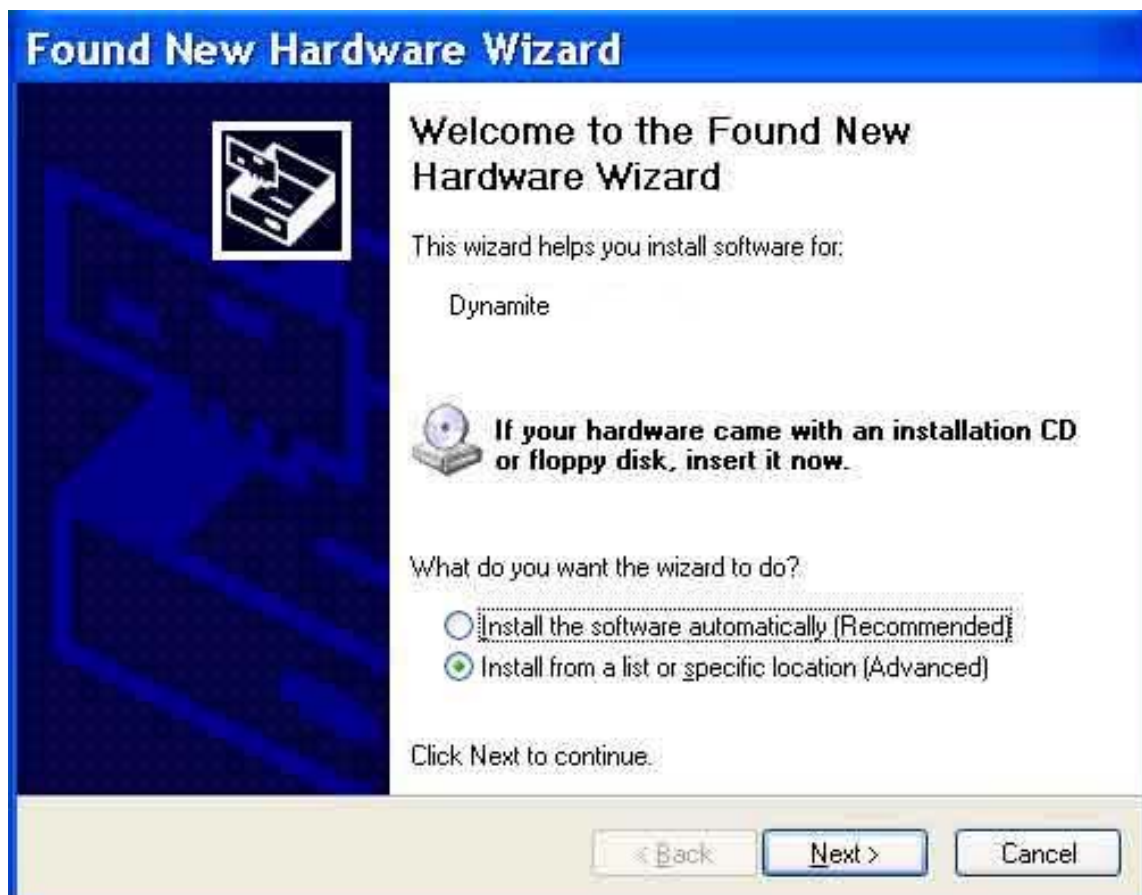 Found New Hardware Wizard
Welcome to the Found New
Hardware Wizard
This wizard helps you install software for:
Dynamite
If your hardware came with an installation CD
or floppy disk, insert it now.
What do you want the wizard to do?
Install the software automatically (Recommended)
Install from a list or specific location (Advanced)
Click Next to continue.
< Back
Next >
Cancel